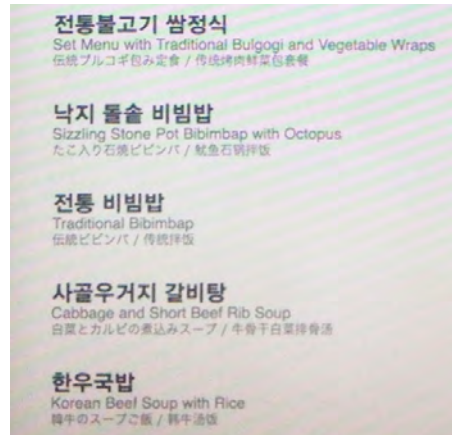 전통불고기 쌈정식
Set Menu with Traditional Bulgogi and Vegetable Wraps
伝統プルコギ包み定食 / 传统烤肉鲜菜包套餐
낙지 돌솥 비빔밥
Sizzling Stone Pot Bibimbap with Octopus
たこ入り石焼ビビンバ / 鱿鱼石锅拌饭
전통 비빔밥
Traditional Bibimbap
伝統ビビンバ / 传统拌饭
사골우거지 갈비탕
Cabbage and Short Beef Rib Soup
白菜とカルビの煮込みスープ / 牛骨干白菜排骨汤
한우국밥
Korean Beef Soup with Rice
韓牛のスープご飯 / 韩牛汤饭